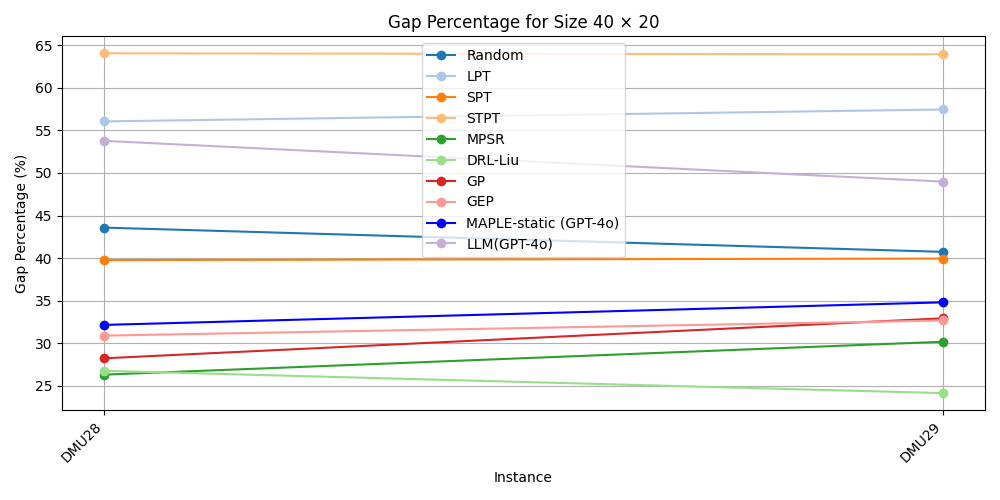 Gap Percentage for Size 40 × 20
Gap Percentage (%)
65
60
55
50
45
40
35
30
25
Random
LPT
SPT
STPT
MPSR
DRL-Liu
GP
GEP
MAPLE-static (GPT-4o)
LLM(GPT-4o)
DMU28
DMU29
Instance